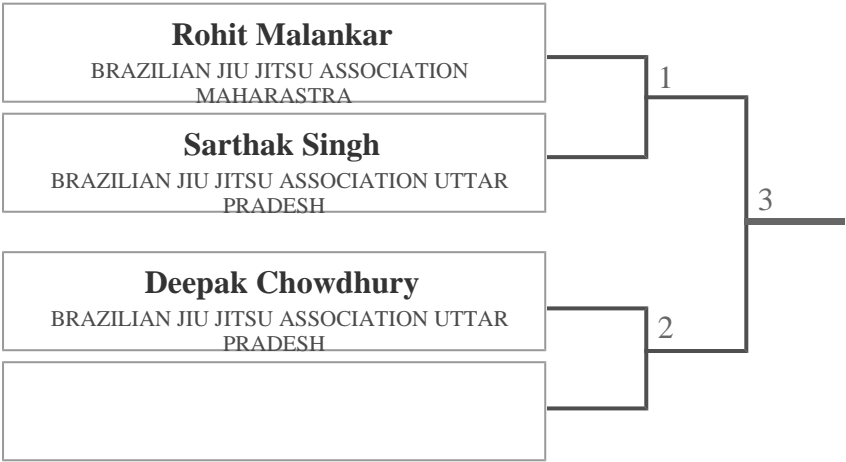 Rohit Malankar
BRAZILIAN JIU JITSU ASSOCIATION
MAHARASTRA
1
Sarthak Singh
BRAZILIAN JIU JITSU ASSOCIATION UTTAR
PRADESH
3
Deepak Chowdhury
BRAZILIAN JIU JITSU ASSOCIATION UTTAR
PRADESH
2